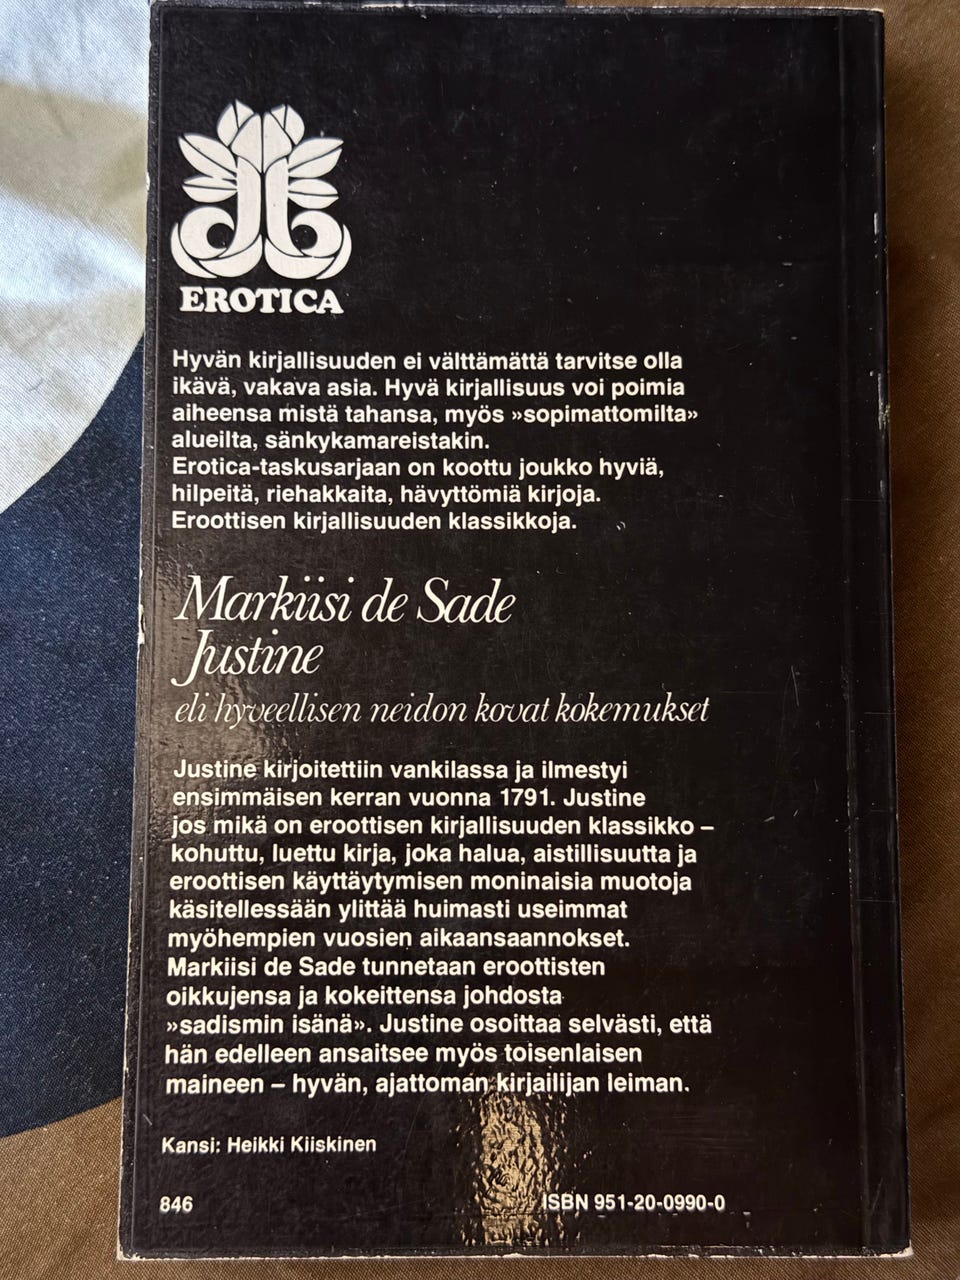 EROTICA
Hyvän kirjallisuuden ei välttämättä tarvitse olla
ikävä, vakava asia. Hyvä kirjallisuus voi poimia
aiheensa mistä tahansa, myös »sopimattomilta»
alueilta, sänkykamareistakin.
Erotica-taskusarjaan on koottu joukko hyviä,
hilpeitä, riehakkaita, hävyttömiä kirjoja.
Eroottisen kirjallisuuden klassikkoja.
Markiisi de Sade
Justine
eli hyveellisen neidon kovat kokemukset
Justine kirjoitettiin vankilassa ja ilmestyi
ensimmäisen kerran vuonna 1791. Justine
jos mikä on eroottisen kirjallisuuden klassikko –
kohuttu, luettu kirja, joka halua, aistillisuutta ja
eroottisen käyttäytymisen moninaisia muotoja
käsitellessään ylittää huimasti useimmat
myöhempien vuosien aikaansaannokset.
Markiisi de Sade tunnetaan eroottisten
oikkujensa ja kokeittensa johdosta
»sadismin isänä». Justine osoittaa selvästi, että
hän edelleen ansaitsee myös toisenlaisen
maineen – hyvän, ajattoman kirjailijan leiman.
Kansi: Heikki Kiiskinen
846 ISBN 951-20-0990-0